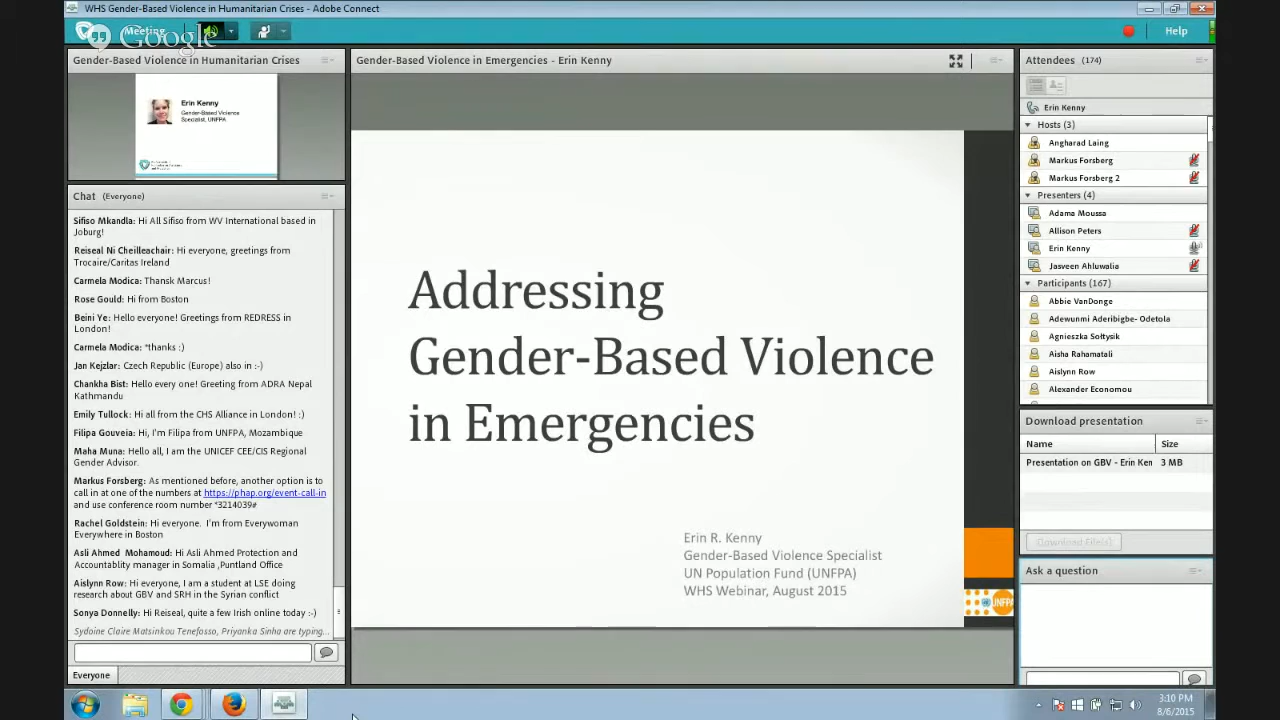 WHS Gender-Based Violence in Humanitarian Crises - Adobe Connect
Meeting
Google
Help
Gender-Based Violence in Humanitarian Crises
Erin Kenny
Gender-Based Violence
Specialist, UNFPA
Chat (Everyone)
Sifiso Mkandla: Hi All Sifiso from WV International based in
Joburg!
Reiseal Ni Cheilleachair: Hi everyone, greetings from
Trocaire/Caritas Ireland
Carmela Modica: Thansk Marcus!
Rose Gould: Hi from Boston
Beini Ye: Hello everyone! Greetings from REDRESS in
London!
Carmela Modica: *thanks :)
Jan Kejzlar: Czech Republic (Europe) also in :-)
Chankha Bist: Hello every one! Greeting from ADRA Nepal
Kathmandu
Emily Tullock: Hi all from the CHS Alliance in London! :)
Filipa Gouveia: Hi, I'm Filipa from UNFPA, Mozambique
Maha Muna: Hello all, I am the UNICEF CEE/CIS Regional
Gender Advisor.
Markus Forsberg: As mentioned before, another option is to
call in at one of the numbers at https://phap.org/event-call-in
and use conference room number *3214039#
Rachel Goldstein: Hi everyone. I'm from Everywoman
Everywhere in Boston
Asli Ahmed Mohamoud: Hi Asli Ahmed Protection and
Accountablity manager in Somalia ,Puntland Office
Aislynn Row: Hi everyone, I am a student at LSE doing
research about GBV and SRH in the Syrian conflict
Sonya Donnelly: Hi Reiseal, quite a few Irish online today :-)
Sydoine Claire Matsinkou Tenefosso, Priyanka Sinha are typing...
Everyone
Gender-Based Violence in Emergencies - Erin Kenny
Addressing
Gender-Based Violence
in Emergencies
Erin R. Kenny
Gender-Based Violence Specialist
UN Population Fund (UNFPA)
WHS Webinar, August 2015
UNFPA
Attendees (174)
Erin Kenny
Hosts (3)
Angharad Laing
Markus Forsberg
Markus Forsberg 2
Presenters (4)
Adama Moussa
Allison Peters
Erin Kenny
Jasveen Ahluwalia
Participants (167)
Abbie VanDonge
Adewunmi Aderibigbe- Odetola
Agnieszka Sołtysik
Aisha Rahamatali
Aislynn Row
Alexander Economou
Download presentation
Name Size
Presentation on GBV - Erin Ken 3 MB
Download File(s)
Ask a question
3:10 PM
8/6/2015